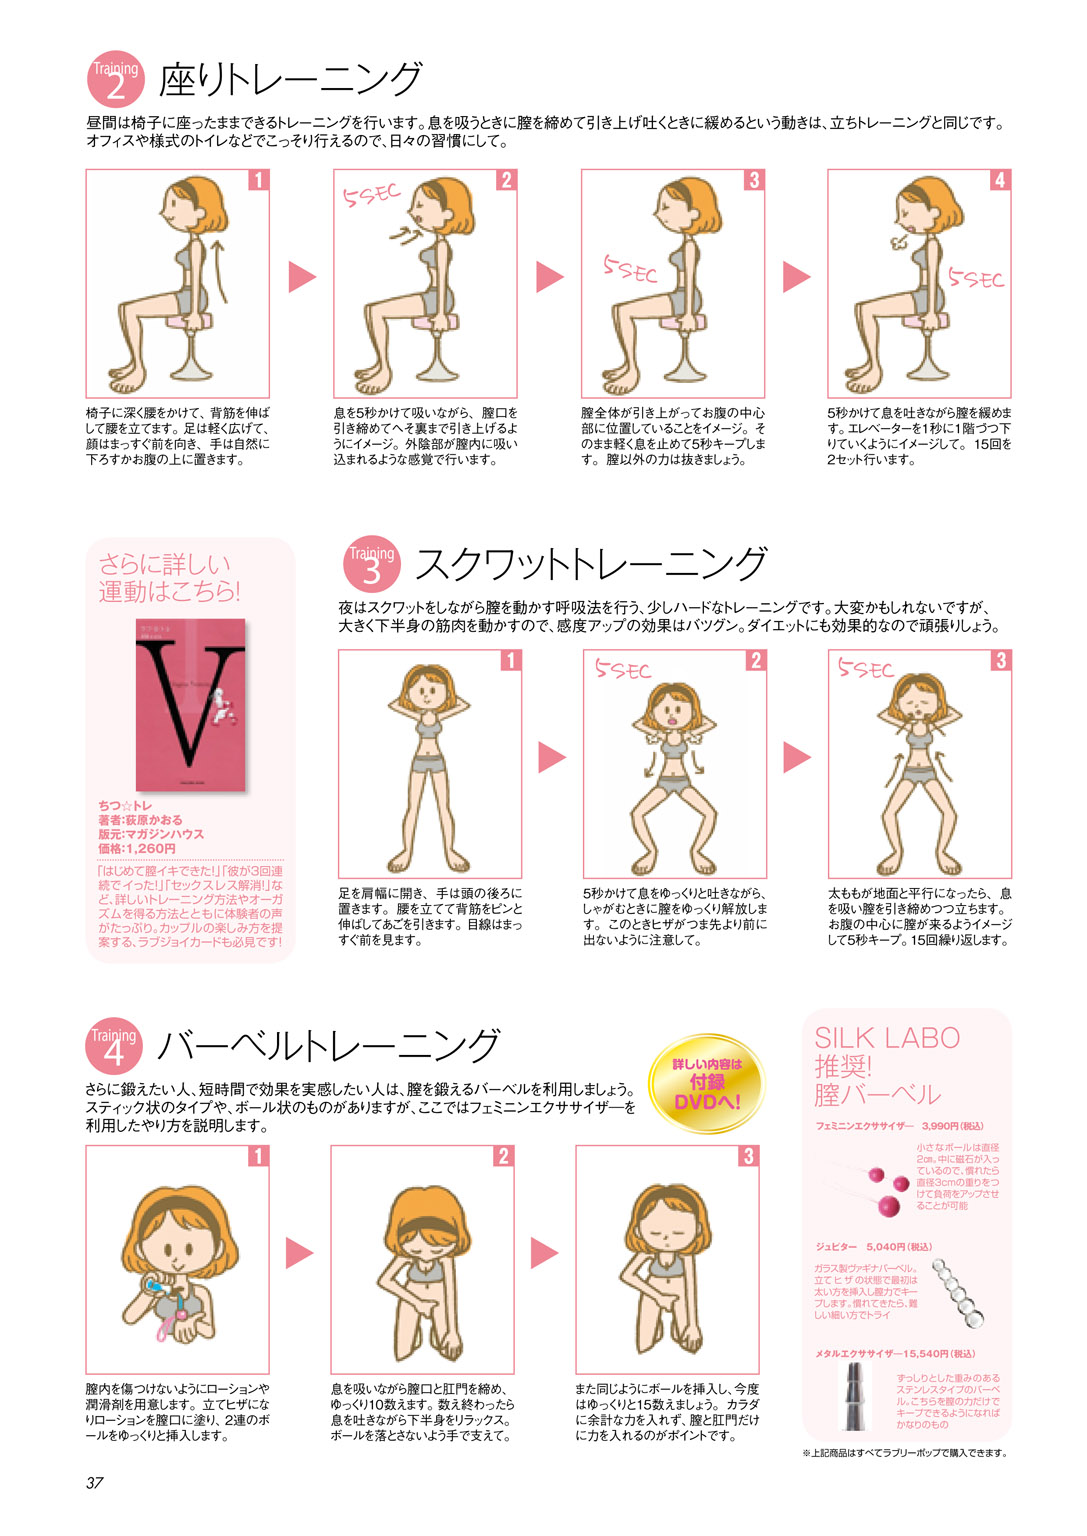 Training
2
座りトレーニング
昼間は椅子に座ったままできるトレーニングを行います。息を吸うときに膣を締めて引き上げ吐くときに緩めるという動きは、立ちトレーニングと同じです。
オフィスや様式のトイレなどでこっそり行えるので、日々の習慣にして。
1
5SEC
2
5SEC
3
5SEC
4
椅子に深く腰をかけて、背筋を伸ば
して腰を立てます。足は軽く広げて、
顔はまっすぐ前を向き、手は自然に
下ろすかお腹の上に置きます。
息を5秒かけて吸いながら、膣口を
引き締めてへそ裏まで引き上げるよ
うにイメージ。外陰部が膣内に吸い
込まれるような感覚で行います。
膣全体が引き上がってお腹の中心
部に位置していることをイメージ。そ
のまま軽く息を止めて5秒キープしま
す。膣以外の力は抜きましょう。
5秒かけて息を吐きながら膣を緩めま
す。エレベーターを1秒に1階づつ下
りていくようにイメージして。15回を
2セット行います。
さらに詳しい
運動はこちら!
V
ちつ☆トレ
著者:荻原かおる
版元:マガジンハウス
価格:1,260円
「はじめて膣イキできた!」「彼が3回連
続でイった!」「セックスレス解消!」な
ど、詳しいトレーニング方法やオーガ
ズムを得る方法とともに体験者の声
がたっぷり。カップルの楽しみ方を提
案する、ラブジョイカードも必見です!
Training
3
スクワットトレーニング
夜はスクワットをしながら膣を動かす呼吸法を行う、少しハードなトレーニングです。大変かもしれないですが、
大きく下半身の筋肉を動かすので、感度アップの効果はバツグン。ダイエットにも効果的なので頑張りしょう。
1
5SEC
2
5SEC
3
足を肩幅に開き、手は頭の後ろに
置きます。腰を立てて背筋をピンと
伸ばしてあごを引きます。目線はまっ
すぐ前を見ます。
5秒かけて息をゆっくりと吐きながら、
しゃがむときに膣をゆっくり解放しま
す。このときヒザがつま先より前に
出ないように注意して。
太ももが地面と平行になったら、息
を吸い膣を引き締めつつ立ちます。
お腹の中心に膣が来るようイメージ
して5秒キープ。15回繰り返します。
Training
4
バーベルトレーニング
さらに鍛えたい人、短時間で効果を実感したい人は、膣を鍛えるバーベルを利用しましょう。
スティック状のタイプや、ボール状のものがありますが、ここではフェミニンエクササイザーを
利用したやり方を説明します。
詳しい内容は
付録
DVDへ!
1
2
3
膣内を傷つけないようにローションや
潤滑剤を用意します。立てヒザにな
りローションを膣口に塗り、2連のボ
ールをゆっくりと挿入します。
息を吸いながら膣口と肛門を締め、
ゆっくり10数えます。数え終わったら
息を吐きながら下半身をリラックス。
ボールを落とさないよう手で支えて。
また同じようにボールを挿入し、今度
はゆっくりと15数えましょう。カラダ
に余計な力を入れず、膣と肛門だけ
に力を入れるのがポイントです。
SILK LABO
推奨!
膣バーベル
フェミニンエクササイザー 3,990円(税込)
小さなボールは直径
2cm。中に磁石が入っ
ているので、慣れたら
直径3cmの重りをつ
けて負荷をアップさせ
ることが可能
ジュピター 5,040円(税込)
ガラス製ヴァギナバーベル。
立てヒザの状態で最初は
太い方を挿入し膣力でキー
プします。慣れてきたら、難
しい細い方でトライ
メタルエクササイザー15,540円(税込)
ずっしりとした重みのある
ステンレスタイプのバーベ
ル。こちらを膣の力だけで
キープできるようになれば
かなりのもの
※上記商品はすべてラブリーポップで購入できます。
37